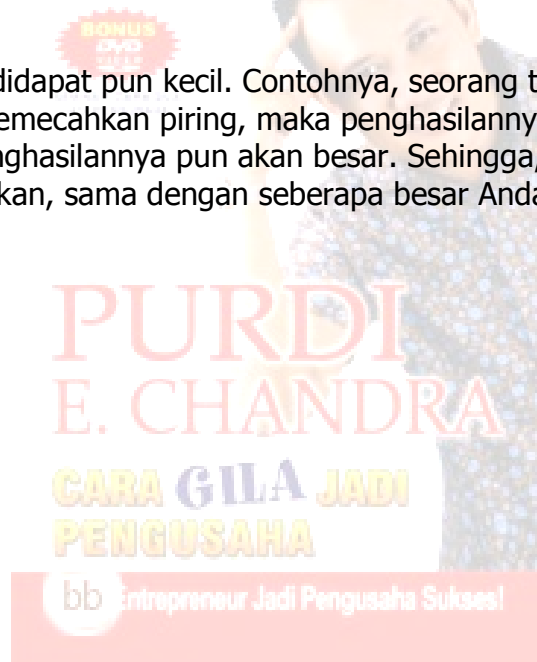 BONUS
DVD
didapat pun kecil. Contohnya, seorang t
emecahkan piring, maka penghasilanny
nghasilannya pun akan besar. Sehingga,
kan, sama dengan seberapa besar Anda
PURDI
E. CHANDRA
CARA GILA JADI
PENGUSAHA
bb Entrepreneur Jadi Pengusaha Sukses!